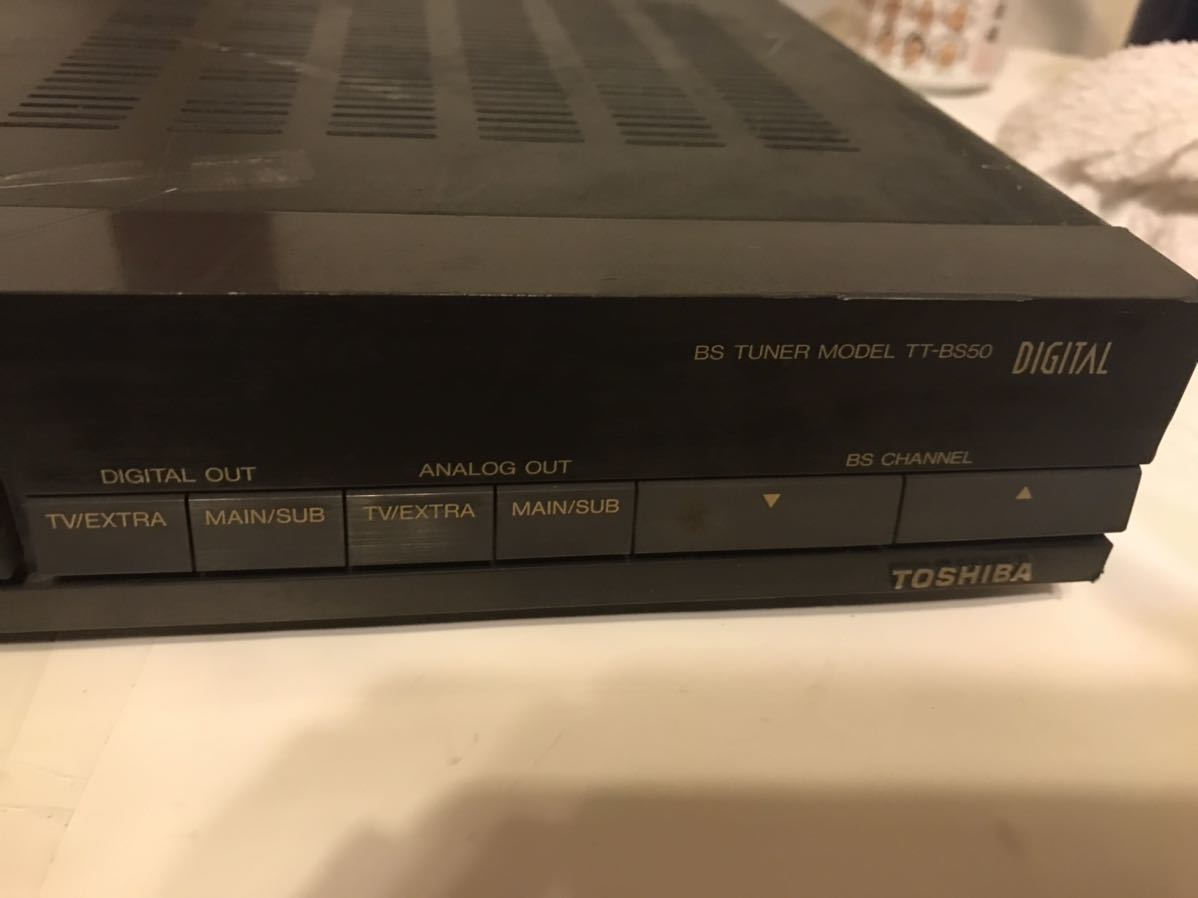 BS TUNER MODEL TT-BS50 DIGITAL
DIGITAL OUT ANALOG OUT BS CHANNEL
TV/EXTRA MAIN/SUB TV/EXTRA MAIN/SUB ▼ ▲
TOSHIBA